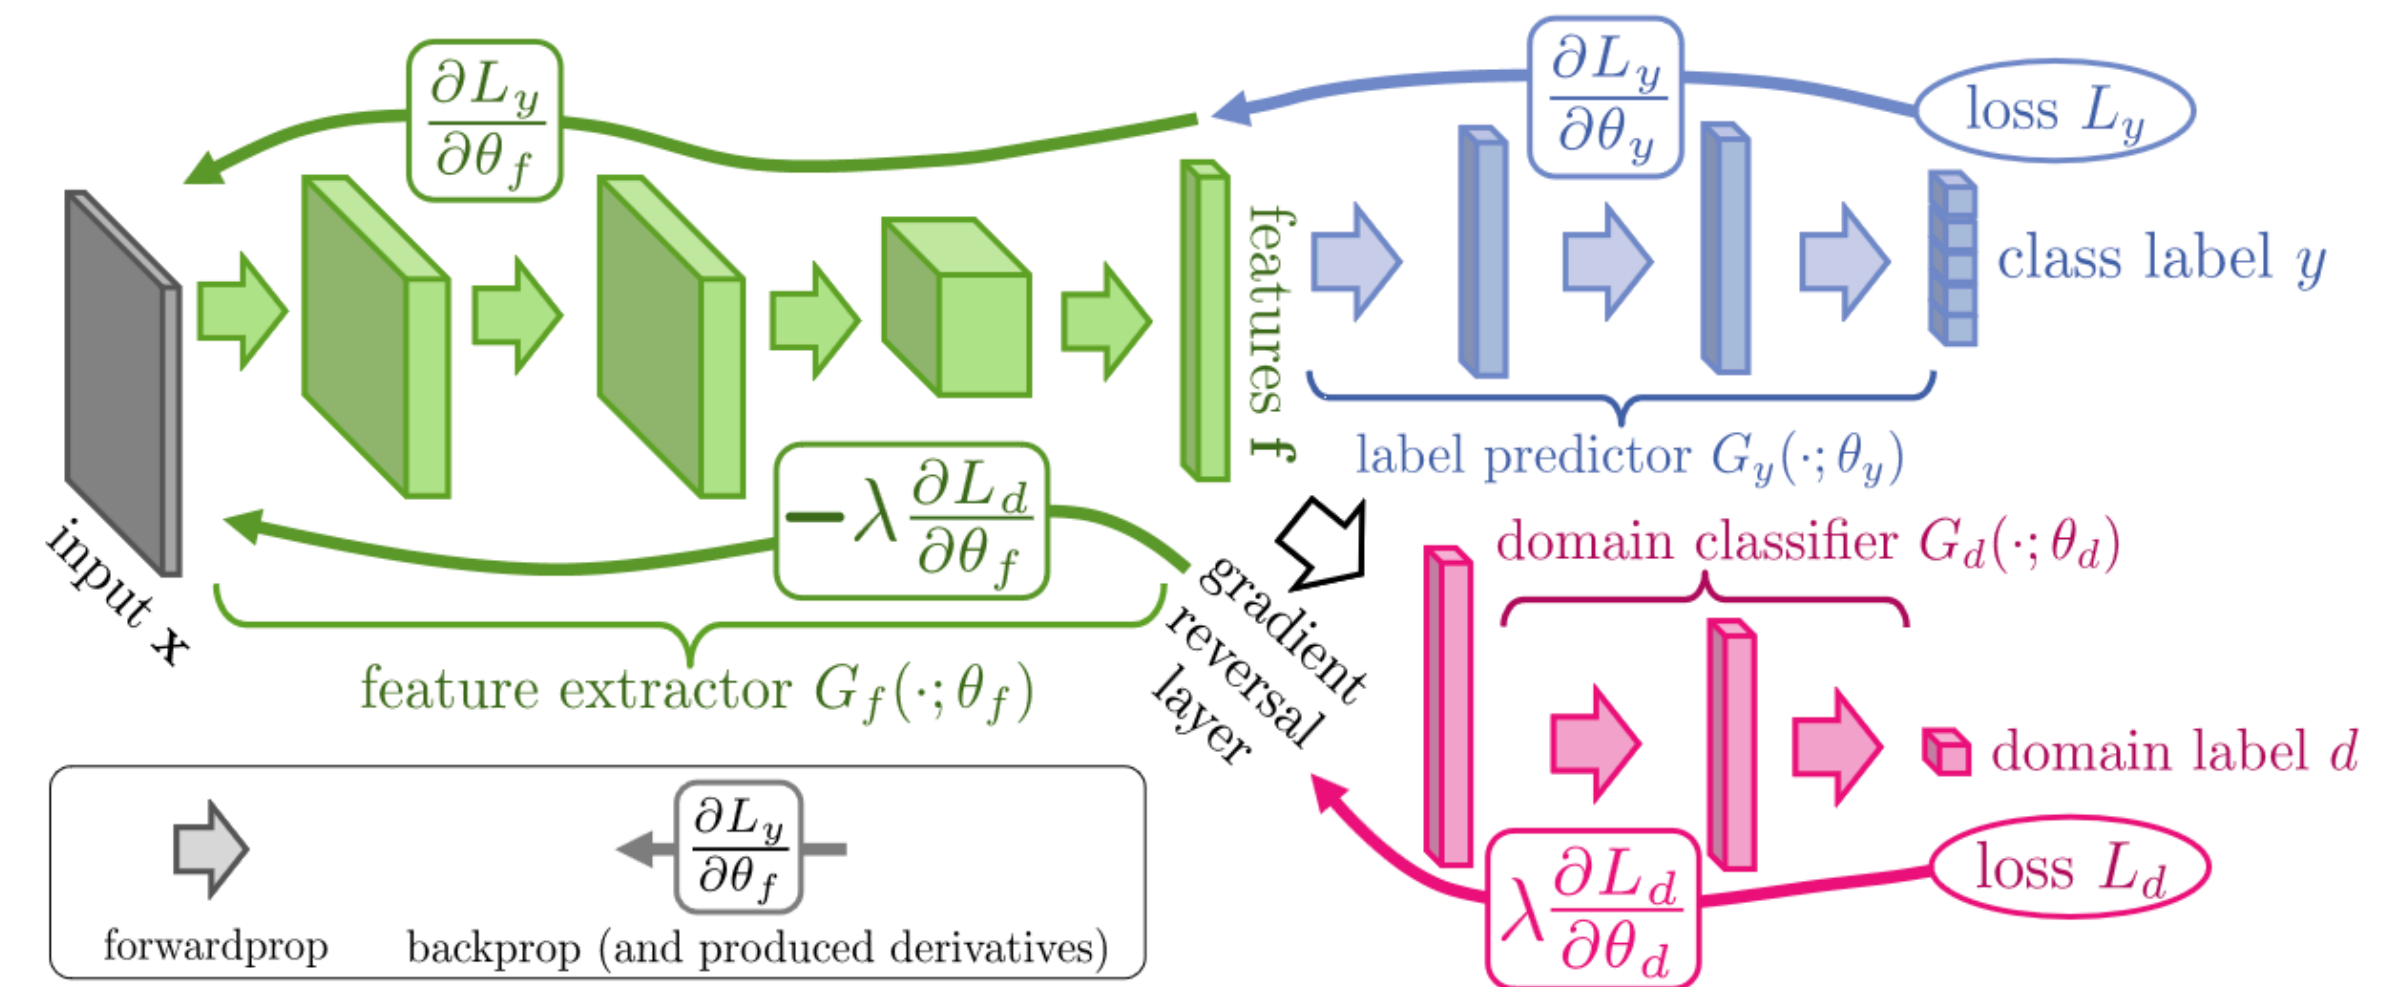 ∂L_y/∂θ_f
∂L_y/∂θ_y
loss L_y
input x
features f
class label y
label predictor G_y(·; θ_y)
−λ ∂L_d/∂θ_f
feature extractor G_f(·; θ_f)
gradient
reversal
layer
domain classifier G_d(·; θ_d)
domain label d
loss L_d
λ ∂L_d/∂θ_d
∂L_y/∂θ_f
forwardprop
backprop (and produced derivatives)